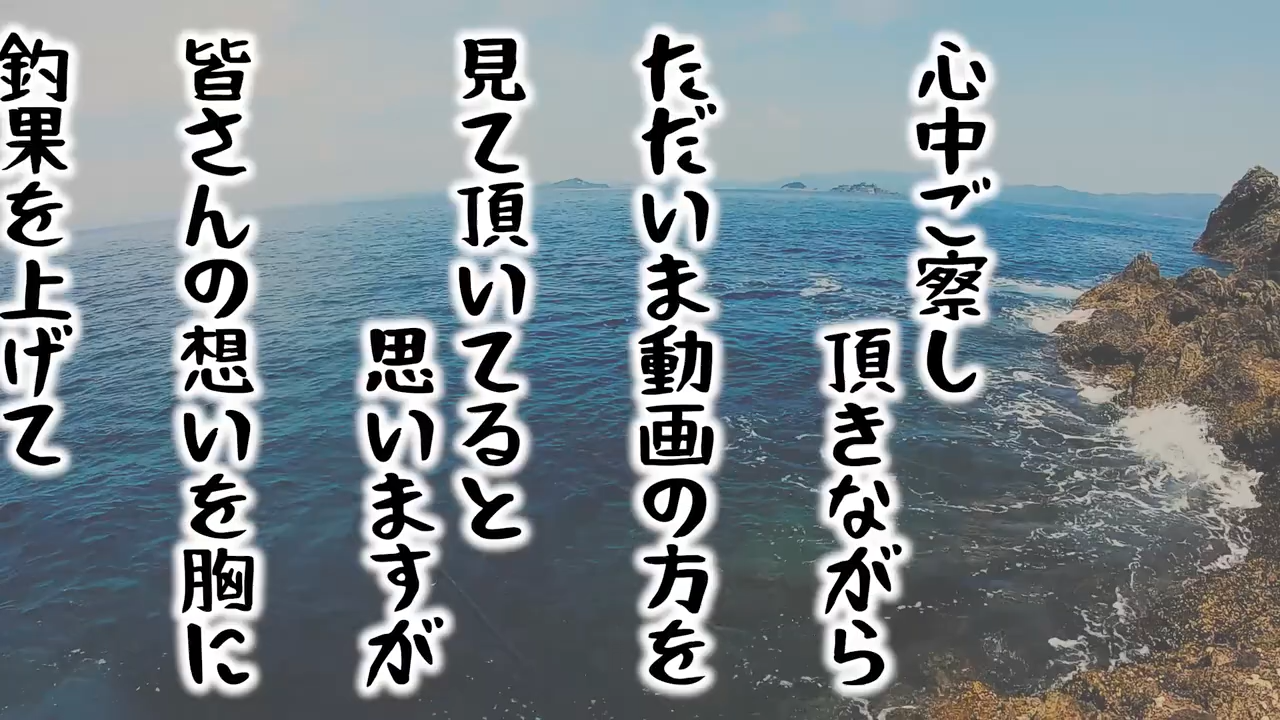 心中ご察し
頂きながら
ただいま動画の方を
見て頂いてると
思いますが
皆さんの想いを胸に
釣果を上げて